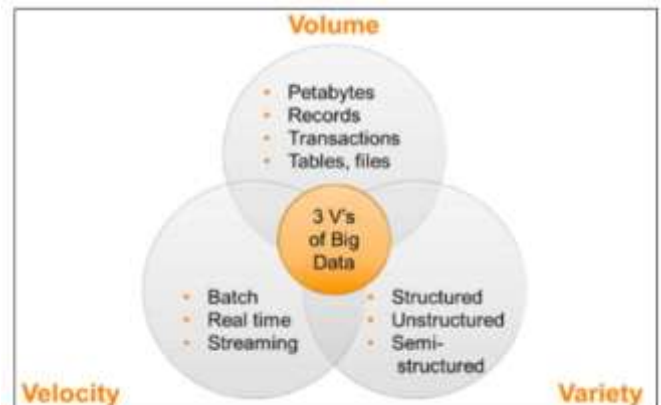 Volume
• Petabytes
• Records
• Transactions
• Tables, files
3 V's
of Big
Data
• Batch
• Real time
• Streaming
• Structured
• Unstructured
• Semi-
structured
Velocity
Variety